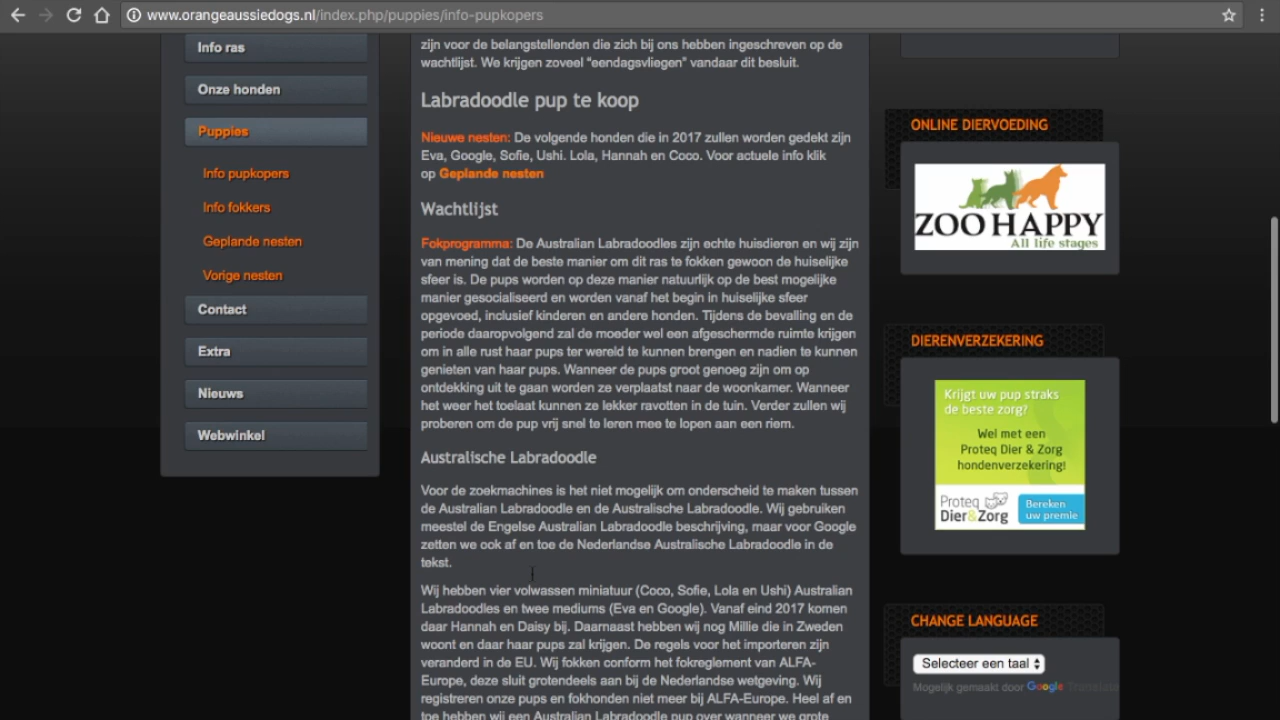 www.orangeaussiedogs.nl/index.php/puppies/info-pupkopers
Info ras
Onze honden
Puppies
Info pupkopers
Info fokkers
Geplande nesten
Vorige nesten
Contact
Extra
Nieuws
Webwinkel
zijn voor de belangstellenden die zich bij ons hebben ingeschreven op de
wachtlijst. We krijgen zoveel “eendagsvliegen” vandaar dit besluit.
Labradoodle pup te koop
Nieuwe nesten: De volgende honden die in 2017 zullen worden gedekt zijn
Eva, Google, Sofie, Ushi. Lola, Hannah en Coco. Voor actuele info klik
op Geplande nesten
Wachtlijst
Fokprogramma: De Australian Labradoodles zijn echte huisdieren en wij zijn
van mening dat de beste manier om dit ras te fokken gewoon de huiselijke
sfeer is. De pups worden op deze manier natuurlijk op de best mogelijke
manier gesocialiseerd en worden vanaf het begin in huiselijke sfeer
opgevoed, inclusief kinderen en andere honden. Tijdens de bevalling en de
periode daaropvolgend zal de moeder wel een afgeschermde ruimte krijgen
om in alle rust haar pups ter wereld te kunnen brengen en nadien te kunnen
genieten van haar pups. Wanneer de pups groot genoeg zijn om op
ontdekking uit te gaan worden ze verplaatst naar de woonkamer. Wanneer
het weer het toelaat kunnen ze lekker ravotten in de tuin. Verder zullen wij
proberen om de pup vrij snel te leren mee te lopen aan een riem.
Australische Labradoodle
Voor de zoekmachines is het niet mogelijk om onderscheid te maken tussen
de Australian Labradoodle en de Australische Labradoodle. Wij gebruiken
meestel de Engelse Australian Labradoodle beschrijving, maar voor Google
zetten we ook af en toe de Nederlandse Australische Labradoodle in de
tekst.
Wij hebben vier volwassen miniatuur (Coco, Sofie, Lola en Ushi) Australian
Labradoodles en twee mediums (Eva en Google). Vanaf eind 2017 komen
daar Hannah en Daisy bij. Daarnaast hebben wij nog Millie die in Zweden
woont en daar haar pups zal krijgen. De regels voor het importeren zijn
veranderd in de EU. Wij fokken conform het fokreglement van ALFA-
Europe, deze sluit grotendeels aan bij de Nederlandse wetgeving. Wij
registreren onze pups en fokhonden niet meer bij ALFA-Europe. Heel af en
toe hebben wij een Australian Labradoodle pup over wanneer we grote
ONLINE DIERVOEDING
ZOO HAPPY
All life stages
DIERENVERZEKERING
Krijgt uw pup straks
de beste zorg?
Wel met een
Proteq Dier & Zorg
hondenverzekering!
Proteq
Dier&Zorg
Bereken
uw premie
CHANGE LANGUAGE
Selecteer een taal
Mogelijk gemaakt door Google Translate